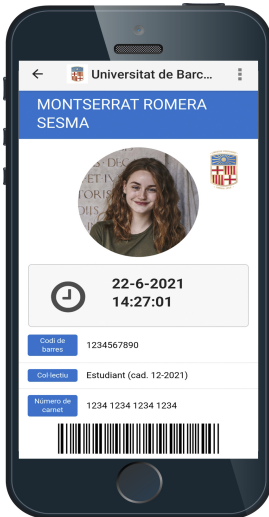 Universitat de Barc...
MONTSERRAT ROMERA
SESMA
22-6-2021
14:27:01
Codi de
barres
1234567890
Col·lectiu
Estudiant (cad. 12-2021)
Número de
carnet
1234 1234 1234 1234